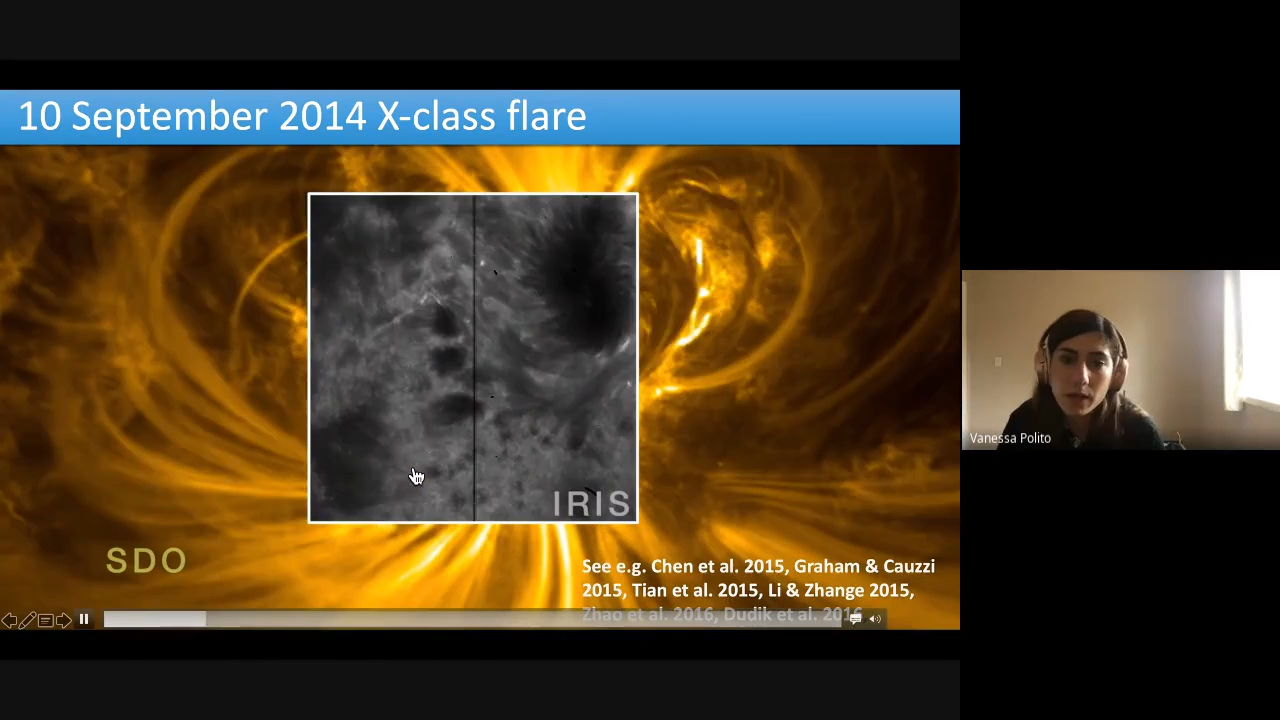 10 September 2014 X-class flare
IRIS
SDO
See e.g. Chen et al. 2015, Graham & Cauzzi
2015, Tian et al. 2015, Li & Zhange 2015,
Zhao et al. 2016, Dudik et al. 2016
Vanessa Polito